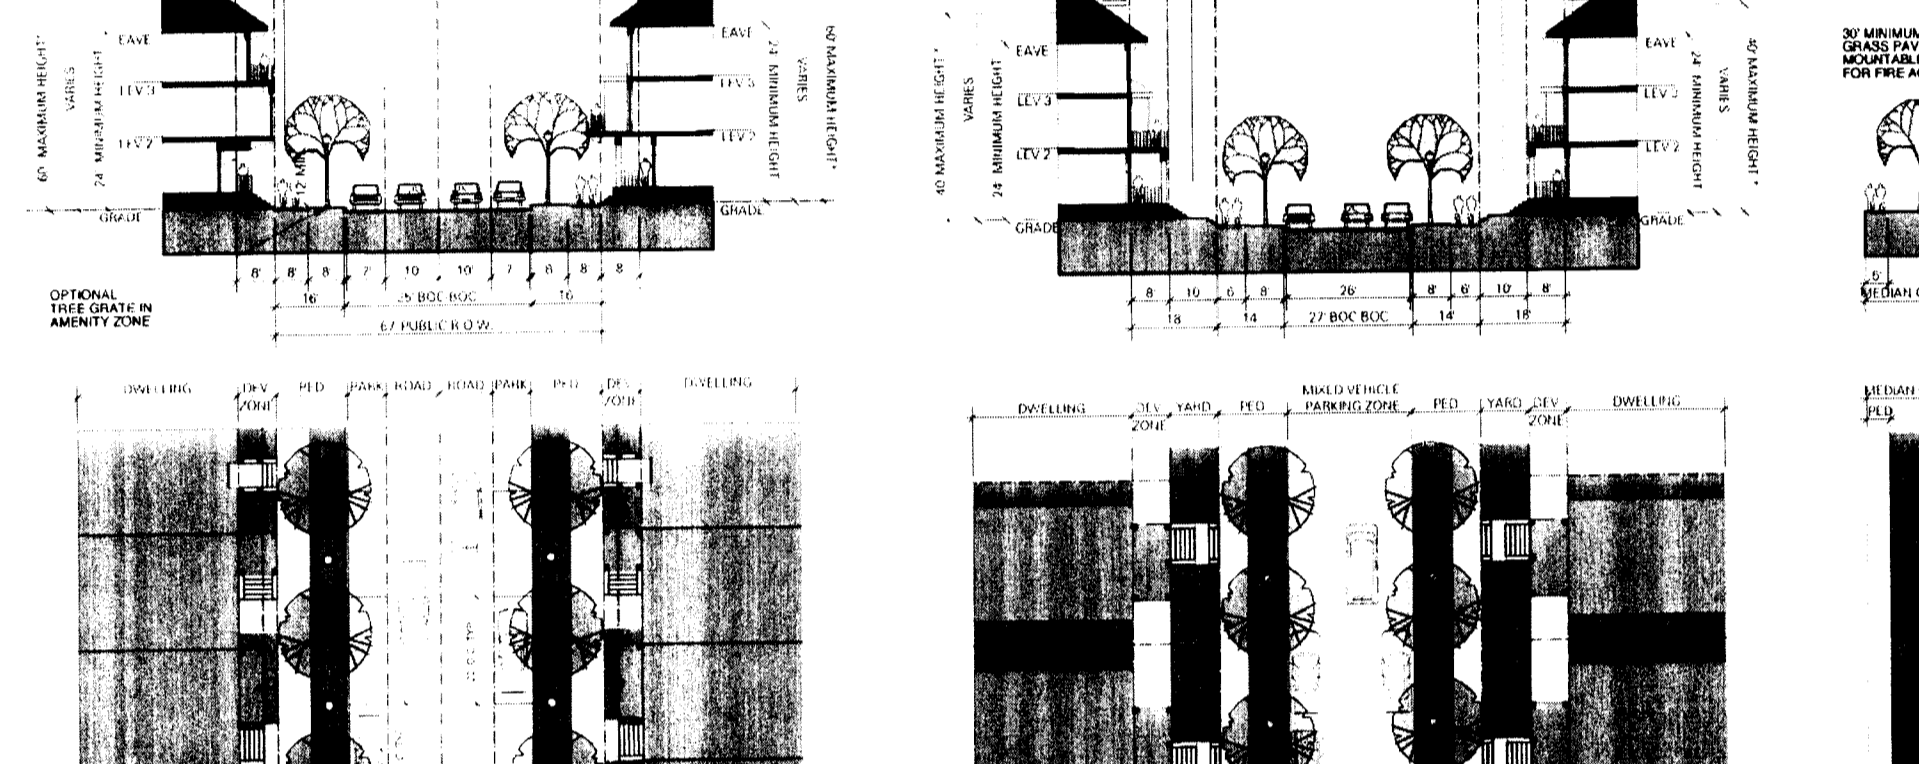 EAVE
LEV 3
LEV 2
GRADE
60' MAXIMUM HEIGHT*
VARIES
24' MINIMUM HEIGHT
12' MIN
EAVE
LEV 3
LEV 2
GRADE
24' MINIMUM HEIGHT
VARIES
60' MAXIMUM HEIGHT*
8' 8' 8' 7' 10 10' 7 8 8 8
16' BOC BOC 16
67 PUBLIC R.O.W.
OPTIONAL
TREE GRATE IN
AMENITY ZONE
DWELLING DEV PED PARK ROAD ROAD PARK PED DEV DWELLING
ZONE ZONE
EAVE
LEV 3
LEV 2
GRADE
40' MAXIMUM HEIGHT*
VARIES
24' MINIMUM HEIGHT
EAVE
LEV 3
LEV 2
GRADE
24' MINIMUM HEIGHT
VARIES
40' MAXIMUM HEIGHT*
8' 10 6 8' 26' 8' 6' 10' 8'
18 14 27' BOC BOC 14' 18'
MIXED VEHICLE
DWELLING DEV YARD PED PARKING ZONE PED YARD DEV DWELLING
ZONE ZONE
30' MINIMUM
GRASS PAV
MOUNTABL
FOR FIRE A
MEDIAN
MEDIAN
PED